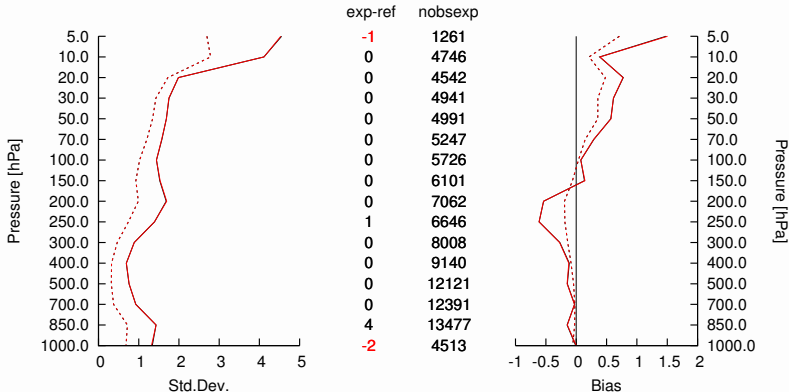 exp-ref nobsexp
5.0 -1 1261 5.0
10.0 0 4746 10.0
20.0 0 4542 20.0
30.0 0 4941 30.0
50.0 0 4991 50.0
70.0 0 5247 70.0
100.0 0 5726 100.0
150.0 0 6101 150.0
200.0 0 7062 200.0
250.0 1 6646 250.0
300.0 0 8008 300.0
400.0 0 9140 400.0
500.0 0 12121 500.0
700.0 0 12391 700.0
850.0 4 13477 850.0
1000.0 -2 4513 1000.0
Pressure [hPa]
Pressure [hPa]
0 1 2 3 4 5 -1 -0.5 0 0.5 1 1.5 2
Std.Dev. Bias